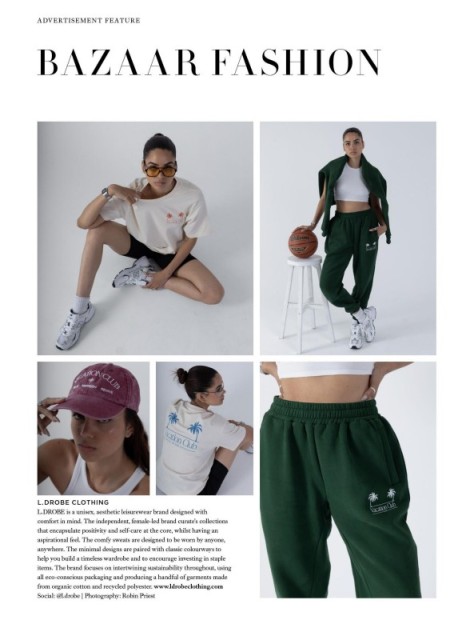 ADVERTISEMENT FEATURE
BAZAAR FASHION
L.DROBE CLOTHING
L.DROBE is a unisex, aesthetic leisurewear brand designed with
comfort in mind. The independent, female-led brand curate's collections
that encapsulate positivity and self-care at the core, whilst having an
aspirational feel. The comfy sweats are designed to be worn by anyone,
anywhere. The minimal designs are paired with classic colourways to
help you build a timeless wardrobe and to encourage investing in staple
items. The brand focuses on intertwining sustainability throughout, using
all eco-conscious packaging and producing a handful of garments made
from organic cotton and recycled polyester. www.ldrobeclothing.com
Social: @l.drobe | Photography: Robin Priest